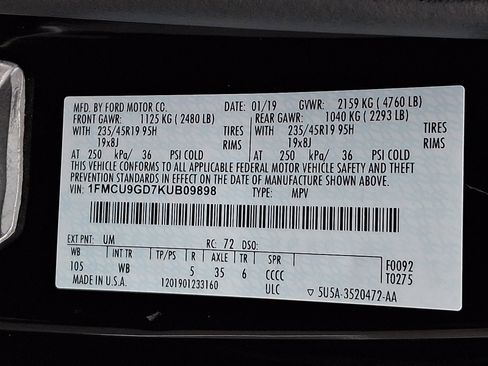 MFD. BY FORD MOTOR CO. DATE: 01/19 GVWR: 2159 KG ( 4760 LB)
FRONT GAWR: 1125 KG ( 2480 LB) REAR GAWR: 1040 KG ( 2293 LB)
WITH 235/45R19 95H TIRES WITH 235/45R19 95H TIRES
19x8J RIMS 19x8J RIMS
AT 250 kPa/ 36 PSI COLD AT 250 kPa/ 36 PSI COLD
THIS VEHICLE CONFORMS TO ALL APPLICABLE FEDERAL MOTOR VEHICLE SAFETY AND THEFT
PREVENTION STANDARDS IN EFFECT ON THE DATE OF MANUFACTURE SHOWN ABOVE.
VIN: 1FMCU9GD7KUB09898 TYPE: MPV
EXT PNT: UM RC: 72 DSO:
WB INT TR TP/PS R AXLE TR SPR F0092
105 WB 5 35 6 CCCC T0275
MADE IN U.S.A. 1201901233160 ULC ▽ 5U5A-3520472-AA